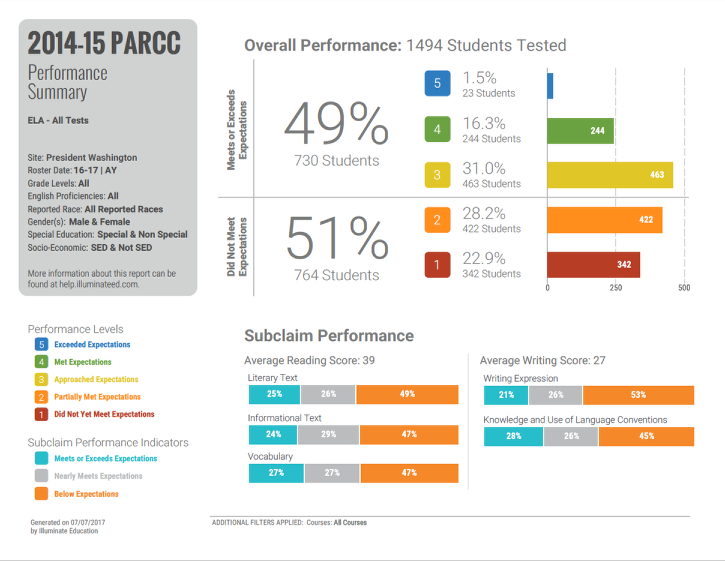 2014-15 PARCC
Performance
Summary
ELA - All Tests
Site: President Washington
Roster Date: 16-17 | AY
Grade Levels: All
English Proficiencies: All
Reported Race: All Reported Races
Gender(s): Male & Female
Special Education: Special & Non Special
Socio-Economic: SED & Not SED
More information about this report can be
found at help.illuminateed.com.
Overall Performance: 1494 Students Tested
Meets or Exceeds
Expectations
49%
730 Students
5
1.5%
23 Students
4
16.3%
244 Students
244
3
31.0%
463 Students
463
Did Not Meet
Expectations
51%
764 Students
2
28.2%
422 Students
422
1
22.9%
342 Students
342
0 250 500
Performance Levels
5 Exceeded Expectations
4 Met Expectations
3 Approached Expectations
2 Partially Met Expectations
1 Did Not Yet Meet Expectations
Subclaim Performance Indicators
Meets or Exceeds Expectations
Nearly Meets Expectations
Below Expectations
Subclaim Performance
Average Reading Score: 39
Literary Text
25% 26% 49%
Informational Text
24% 29% 47%
Vocabulary
27% 27% 47%
Average Writing Score: 27
Writing Expression
21% 26% 53%
Knowledge and Use of Language Conventions
28% 26% 45%
Generated on 07/07/2017
by Illuminate Education
ADDITIONAL FILTERS APPLIED: Courses: All Courses